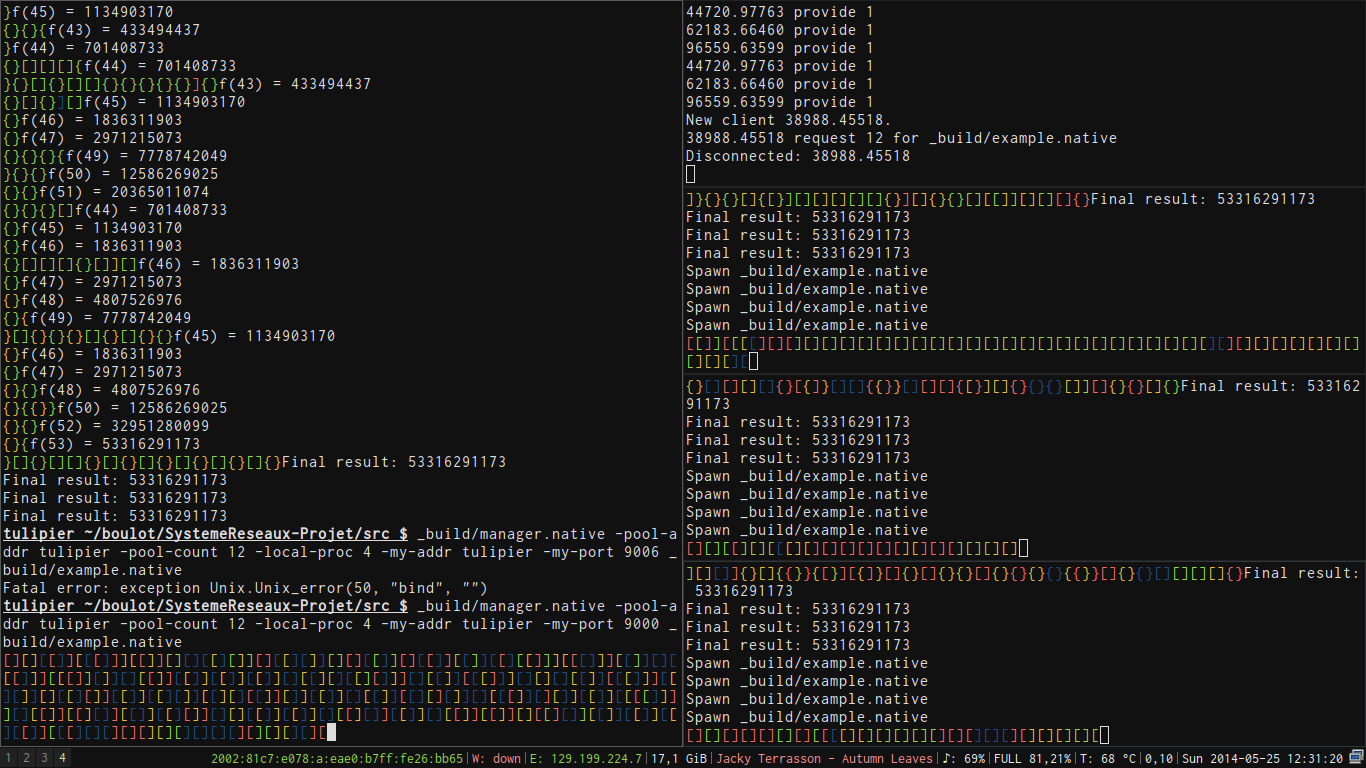 }f(45) = 1134903170
{}{}{f(43) = 433494437
}f(44) = 701408733
{}[][][]{f(44) = 701408733
}{}[]{}[][]{}{}{}{}{}]{}f(43) = 433494437
{}[]{}][]f(45) = 1134903170
{}f(46) = 1836311903
{}f(47) = 2971215073
{}{}{}{f(49) = 7778742049
}{}{}f(50) = 12586269025
{}{}f(51) = 20365011074
{}{}{}[]f(44) = 701408733
{}f(45) = 1134903170
{}f(46) = 1836311903
{}[][][]{}[]][]f(46) = 1836311903
{}f(47) = 2971215073
{}f(48) = 4807526976
{}{f(49) = 7778742049
}[]{}{}{}[]{}[]{}{}f(45) = 1134903170
{}f(46) = 1836311903
{}f(47) = 2971215073
{}{}f(48) = 4807526976
{}{{}}f(50) = 12586269025
{}{}f(52) = 32951280099
{}{f(53) = 53316291173
}[]{}[][]{}[]{}[]{}[]{}[]{}[]{}Final result: 53316291173
Final result: 53316291173
Final result: 53316291173
Final result: 53316291173
tulipier ~/boulot/SystemeReseaux-Projet/src $ _build/manager.native -pool-a
ddr tulipier -pool-count 12 -local-proc 4 -my-addr tulipier -my-port 9006 _
build/example.native
Fatal error: exception Unix.Unix_error(50, "bind", "")
tulipier ~/boulot/SystemeReseaux-Projet/src $ _build/manager.native -pool-a
ddr tulipier -pool-count 12 -local-proc 4 -my-addr tulipier -my-port 9000 _
build/example.native
44720.97763 provide 1
62183.66460 provide 1
96559.63599 provide 1
44720.97763 provide 1
62183.66460 provide 1
96559.63599 provide 1
New client 38988.45518.
38988.45518 request 12 for _build/example.native
Disconnected: 38988.45518
Final result: 53316291173
Final result: 53316291173
Final result: 53316291173
Final result: 53316291173
Spawn _build/example.native
Spawn _build/example.native
Spawn _build/example.native
Spawn _build/example.native
Final result: 533162
91173
Final result: 53316291173
Final result: 53316291173
Final result: 53316291173
Spawn _build/example.native
Spawn _build/example.native
Spawn _build/example.native
Spawn _build/example.native
Final result:
53316291173
Final result: 53316291173
Final result: 53316291173
Final result: 53316291173
Spawn _build/example.native
Spawn _build/example.native
Spawn _build/example.native
Spawn _build/example.native
1 2 3 4 2002:81c7:e078:a:eae0:b7ff:fe26:bb65|W: down|E: 129.199.224.7|17,1 GiB|Jacky Terrasson - Autumn Leaves|♪: 69%|FULL 81,21%|T: 68 °C|0,10|Sun 2014-05-25 12:31:20